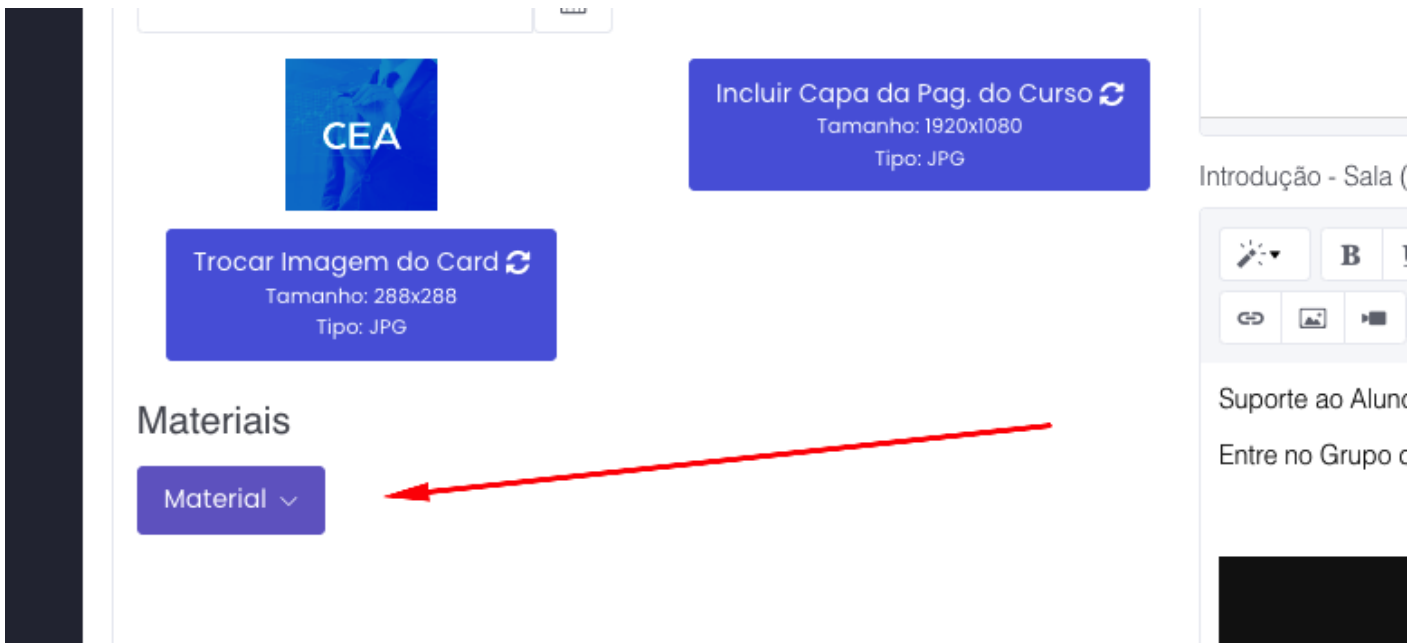 CEA
Incluir Capa da Pag. do Curso
Tamanho: 1920x1080
Tipo: JPG
Trocar Imagem do Card
Tamanho: 288x288
Tipo: JPG
Materiais
Material
Introdução - Sala (
B
Suporte ao
Entre no Grupo